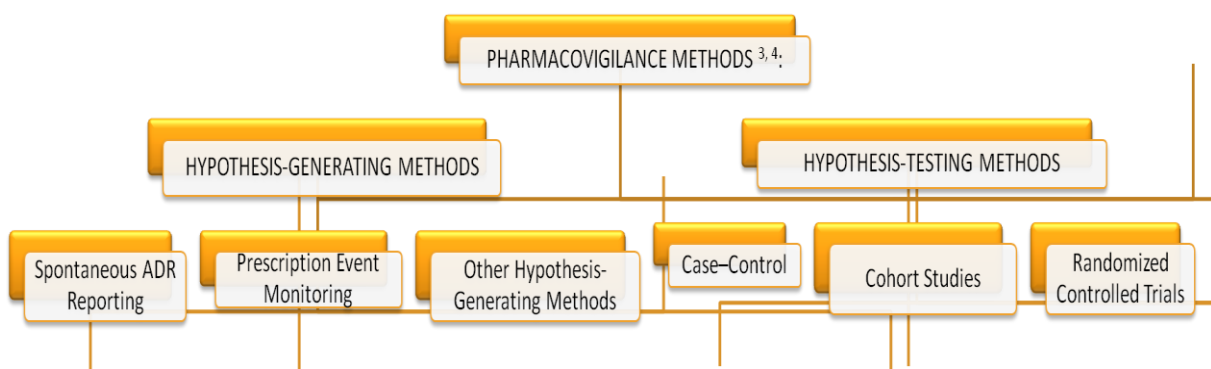 PHARMACOVIGILANCE METHODS 3, 4:
HYPOTHESIS-GENERATING METHODS
HYPOTHESIS-TESTING METHODS
Spontaneous ADR
Reporting
Prescription Event
Monitoring
Other Hypothesis-
Generating Methods
Case–Control
Cohort Studies
Randomized
Controlled Trials